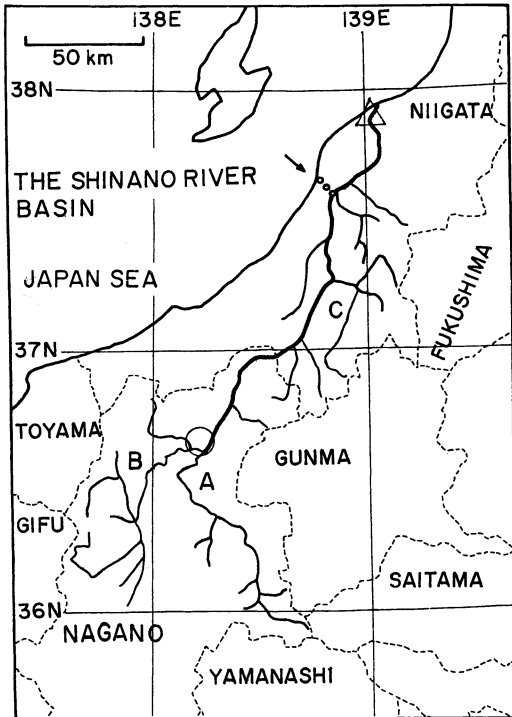 138E
139E
50 km
38N
NIIGATA
THE SHINANO RIVER
BASIN
JAPAN SEA
FUKUSHIMA
C
37N
TOYAMA
B
A
GUNMA
GIFU
SAITAMA
36N
NAGANO
YAMANASHI